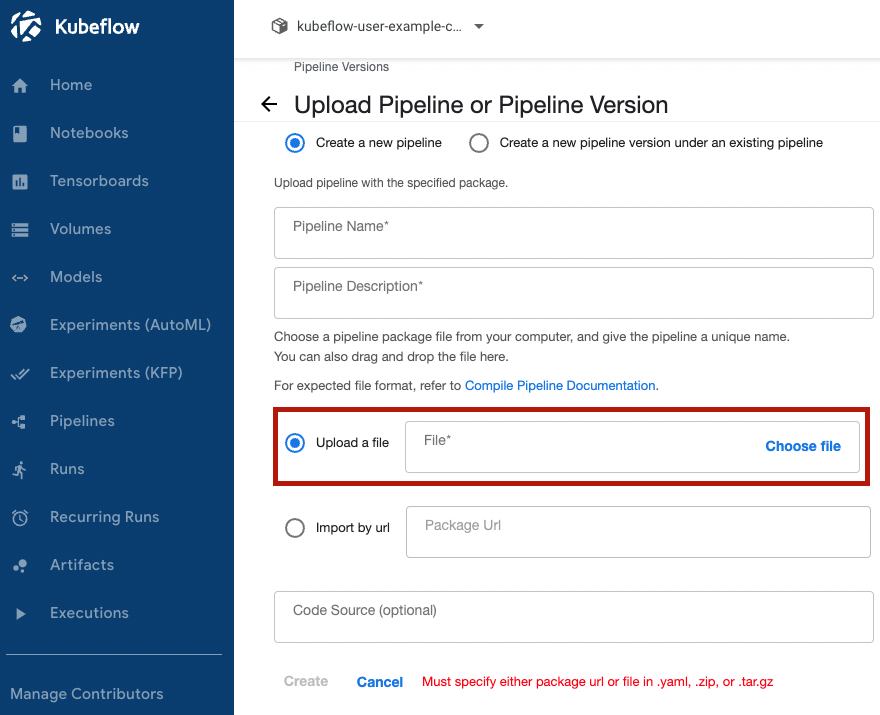 Kubeflow
kubeflow-user-example-c...
Home
Notebooks
Tensorboards
Volumes
Models
Experiments (AutoML)
Experiments (KFP)
Pipelines
Runs
Recurring Runs
Artifacts
Executions
Manage Contributors
Pipeline Versions
Upload Pipeline or Pipeline Version
Create a new pipeline Create a new pipeline version under an existing pipeline
Upload pipeline with the specified package.
Pipeline Name*
Pipeline Description*
Choose a pipeline package file from your computer, and give the pipeline a unique name.
You can also drag and drop the file here.
For expected file format, refer to Compile Pipeline Documentation.
Upload a file File* Choose file
Import by url Package Url
Code Source (optional)
Create Cancel Must specify either package url or file in .yaml, .zip, or .tar.gz